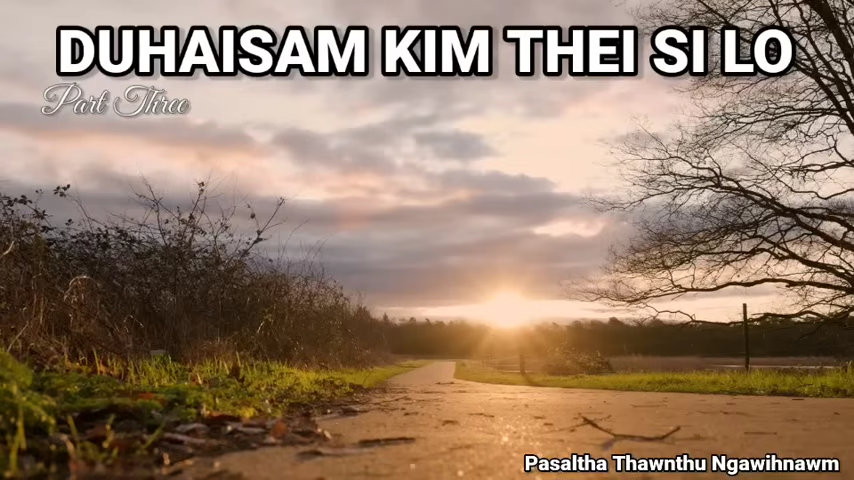 DUHAISAM KIM THEI SI LO
Part Three
Pasaltha Thawnthu Ngawihnawm